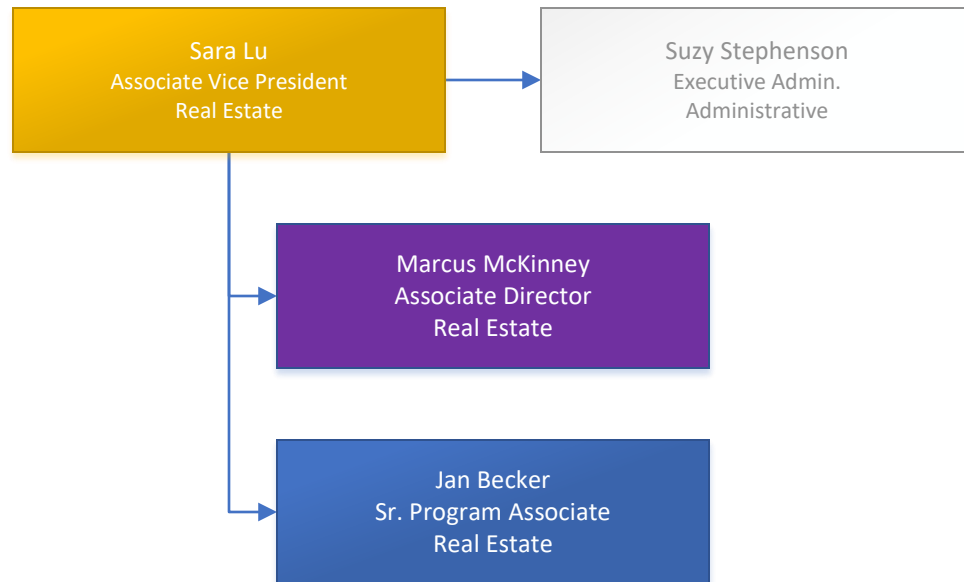 Sara Lu
Associate Vice President
Real Estate
Suzy Stephenson
Executive Admin.
Administrative
Marcus McKinney
Associate Director
Real Estate
Jan Becker
Sr. Program Associate
Real Estate